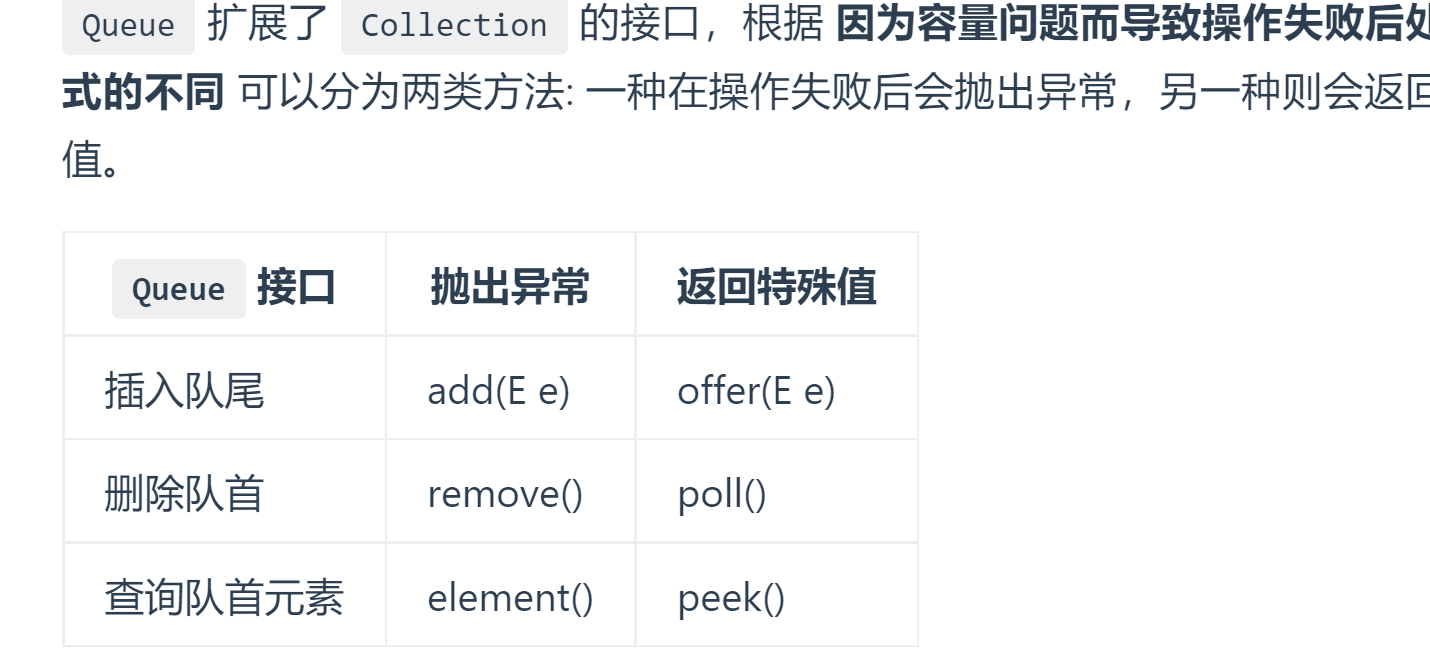 Queue 扩展了 Collection 的接口，根据 因为容量问题而导致操作失败后处
式的不同 可以分为两类方法: 一种在操作失败后会抛出异常，另一种则会返回
值。
Queue 接口 抛出异常 返回特殊值
插入队尾 add(E e) offer(E e)
删除队首 remove() poll()
查询队首元素 element() peek()